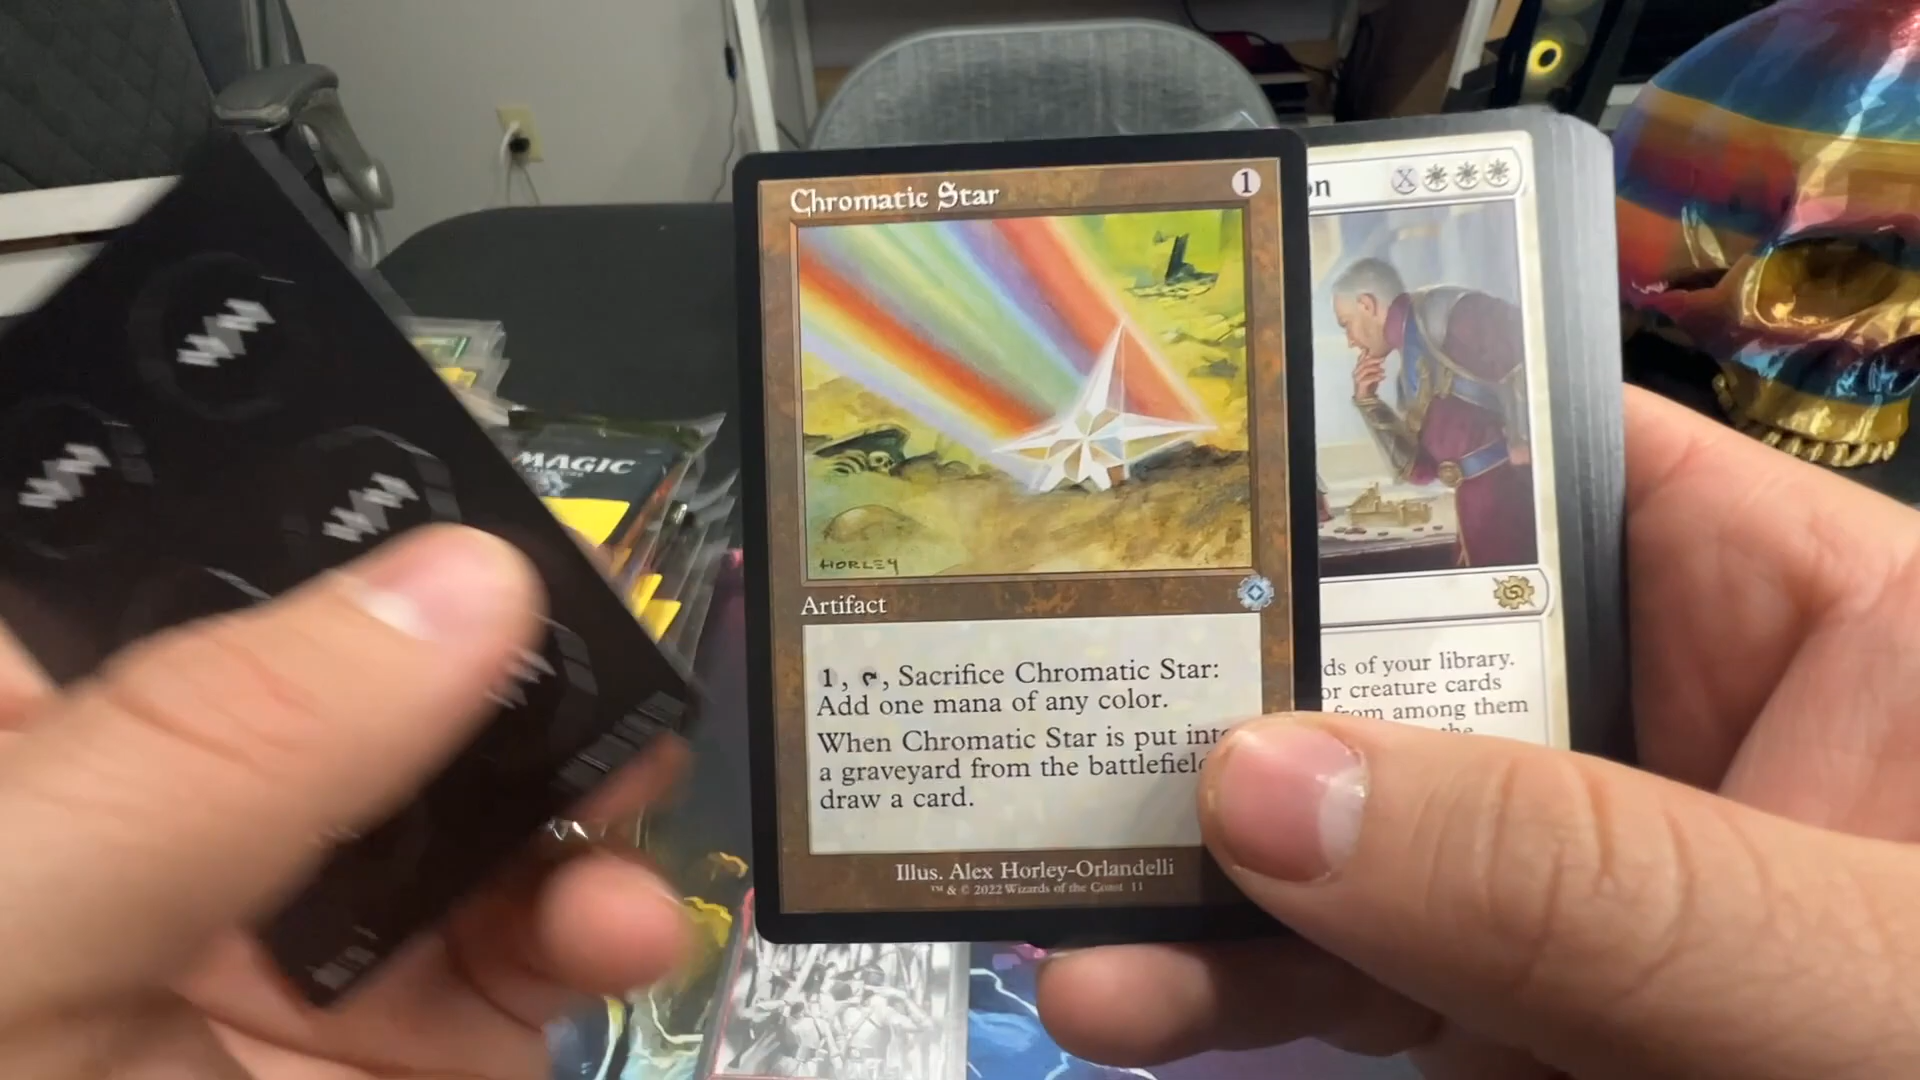 Chromatic Star
1
on
X
HORLEY
MAGIC
Artifact
1, , Sacrifice Chromatic Star:
Add one mana of any color.
When Chromatic Star is put into
a graveyard from the battlefield
draw a card.
Illus. Alex Horley-Orlandelli
™ & © 2022 Wizards of the Coast 11
ds of your library.
or creature cards
from among them
the